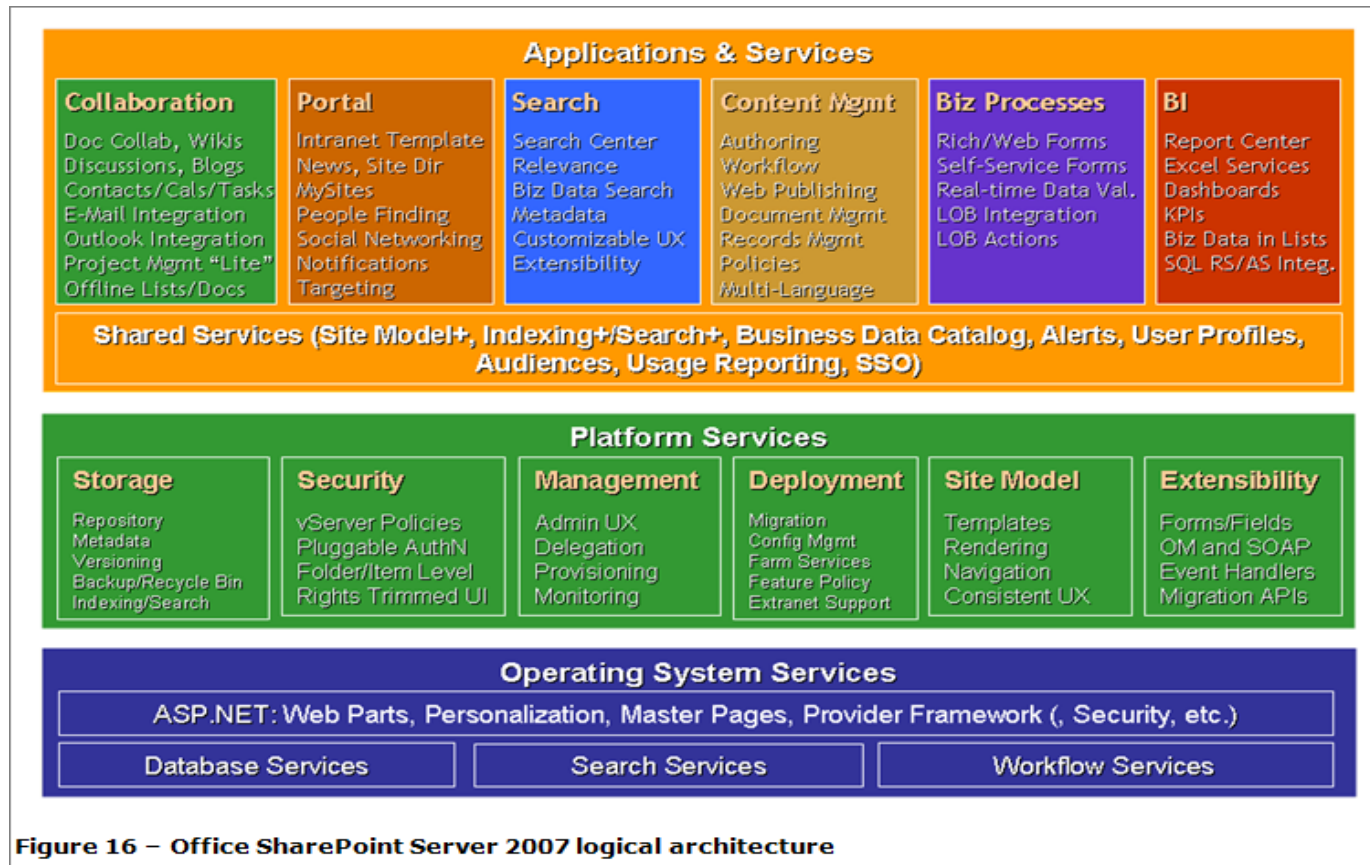 Applications & Services
Collaboration
Doc Collab, Wikis
Discussions, Blogs
Contacts/Cals/Tasks
E-Mail Integration
Outlook Integration
Project Mgmt “Lite”
Offline Lists/Docs
Portal
Intranet Template
News, Site Dir
MySites
People Finding
Social Networking
Notifications
Targeting
Search
Search Center
Relevance
Biz Data Search
Metadata
Customizable UX
Extensibility
Content Mgmt
Authoring
Workflow
Web Publishing
Document Mgmt
Records Mgmt
Policies
Multi-Language
Biz Processes
Rich/Web Forms
Self-Service Forms
Real-time Data Val.
LOB Integration
LOB Actions
BI
Report Center
Excel Services
Dashboards
KPIs
Biz Data in Lists
SQL RS/AS Integ.
Shared Services (Site Model+, Indexing+/Search+, Business Data Catalog, Alerts, User Profiles,
Audiences, Usage Reporting, SSO)
Platform Services
Storage
Repository
Metadata
Versioning
Backup/Recycle Bin
Indexing/Search
Security
vServer Policies
Pluggable AuthN
Folder/Item Level
Rights Trimmed UI
Management
Admin UX
Delegation
Provisioning
Monitoring
Deployment
Migration
Config Mgmt
Farm Services
Feature Policy
Extranet Support
Site Model
Templates
Rendering
Navigation
Consistent UX
Extensibility
Forms/Fields
OM and SOAP
Event Handlers
Migration APIs
Operating System Services
ASP.NET: Web Parts, Personalization, Master Pages, Provider Framework (, Security, etc.)
Database Services
Search Services
Workflow Services
Figure 16 – Office SharePoint Server 2007 logical architecture